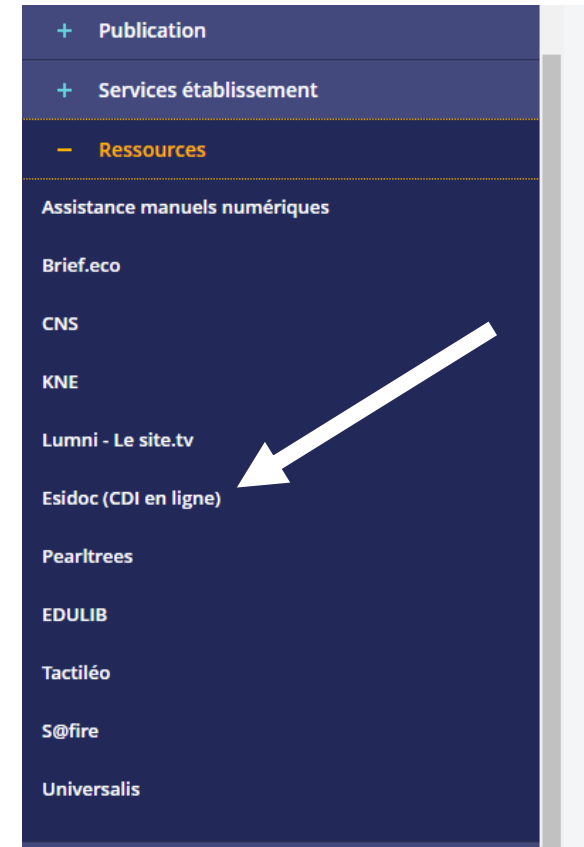 + Publication
+ Services établissement
− Ressources
Assistance manuels numériques
Brief.eco
CNS
KNE
Lumni - Le site.tv
Esidoc (CDI en ligne)
Pearltrees
EDULIB
Tactiléo
S@fire
Universalis